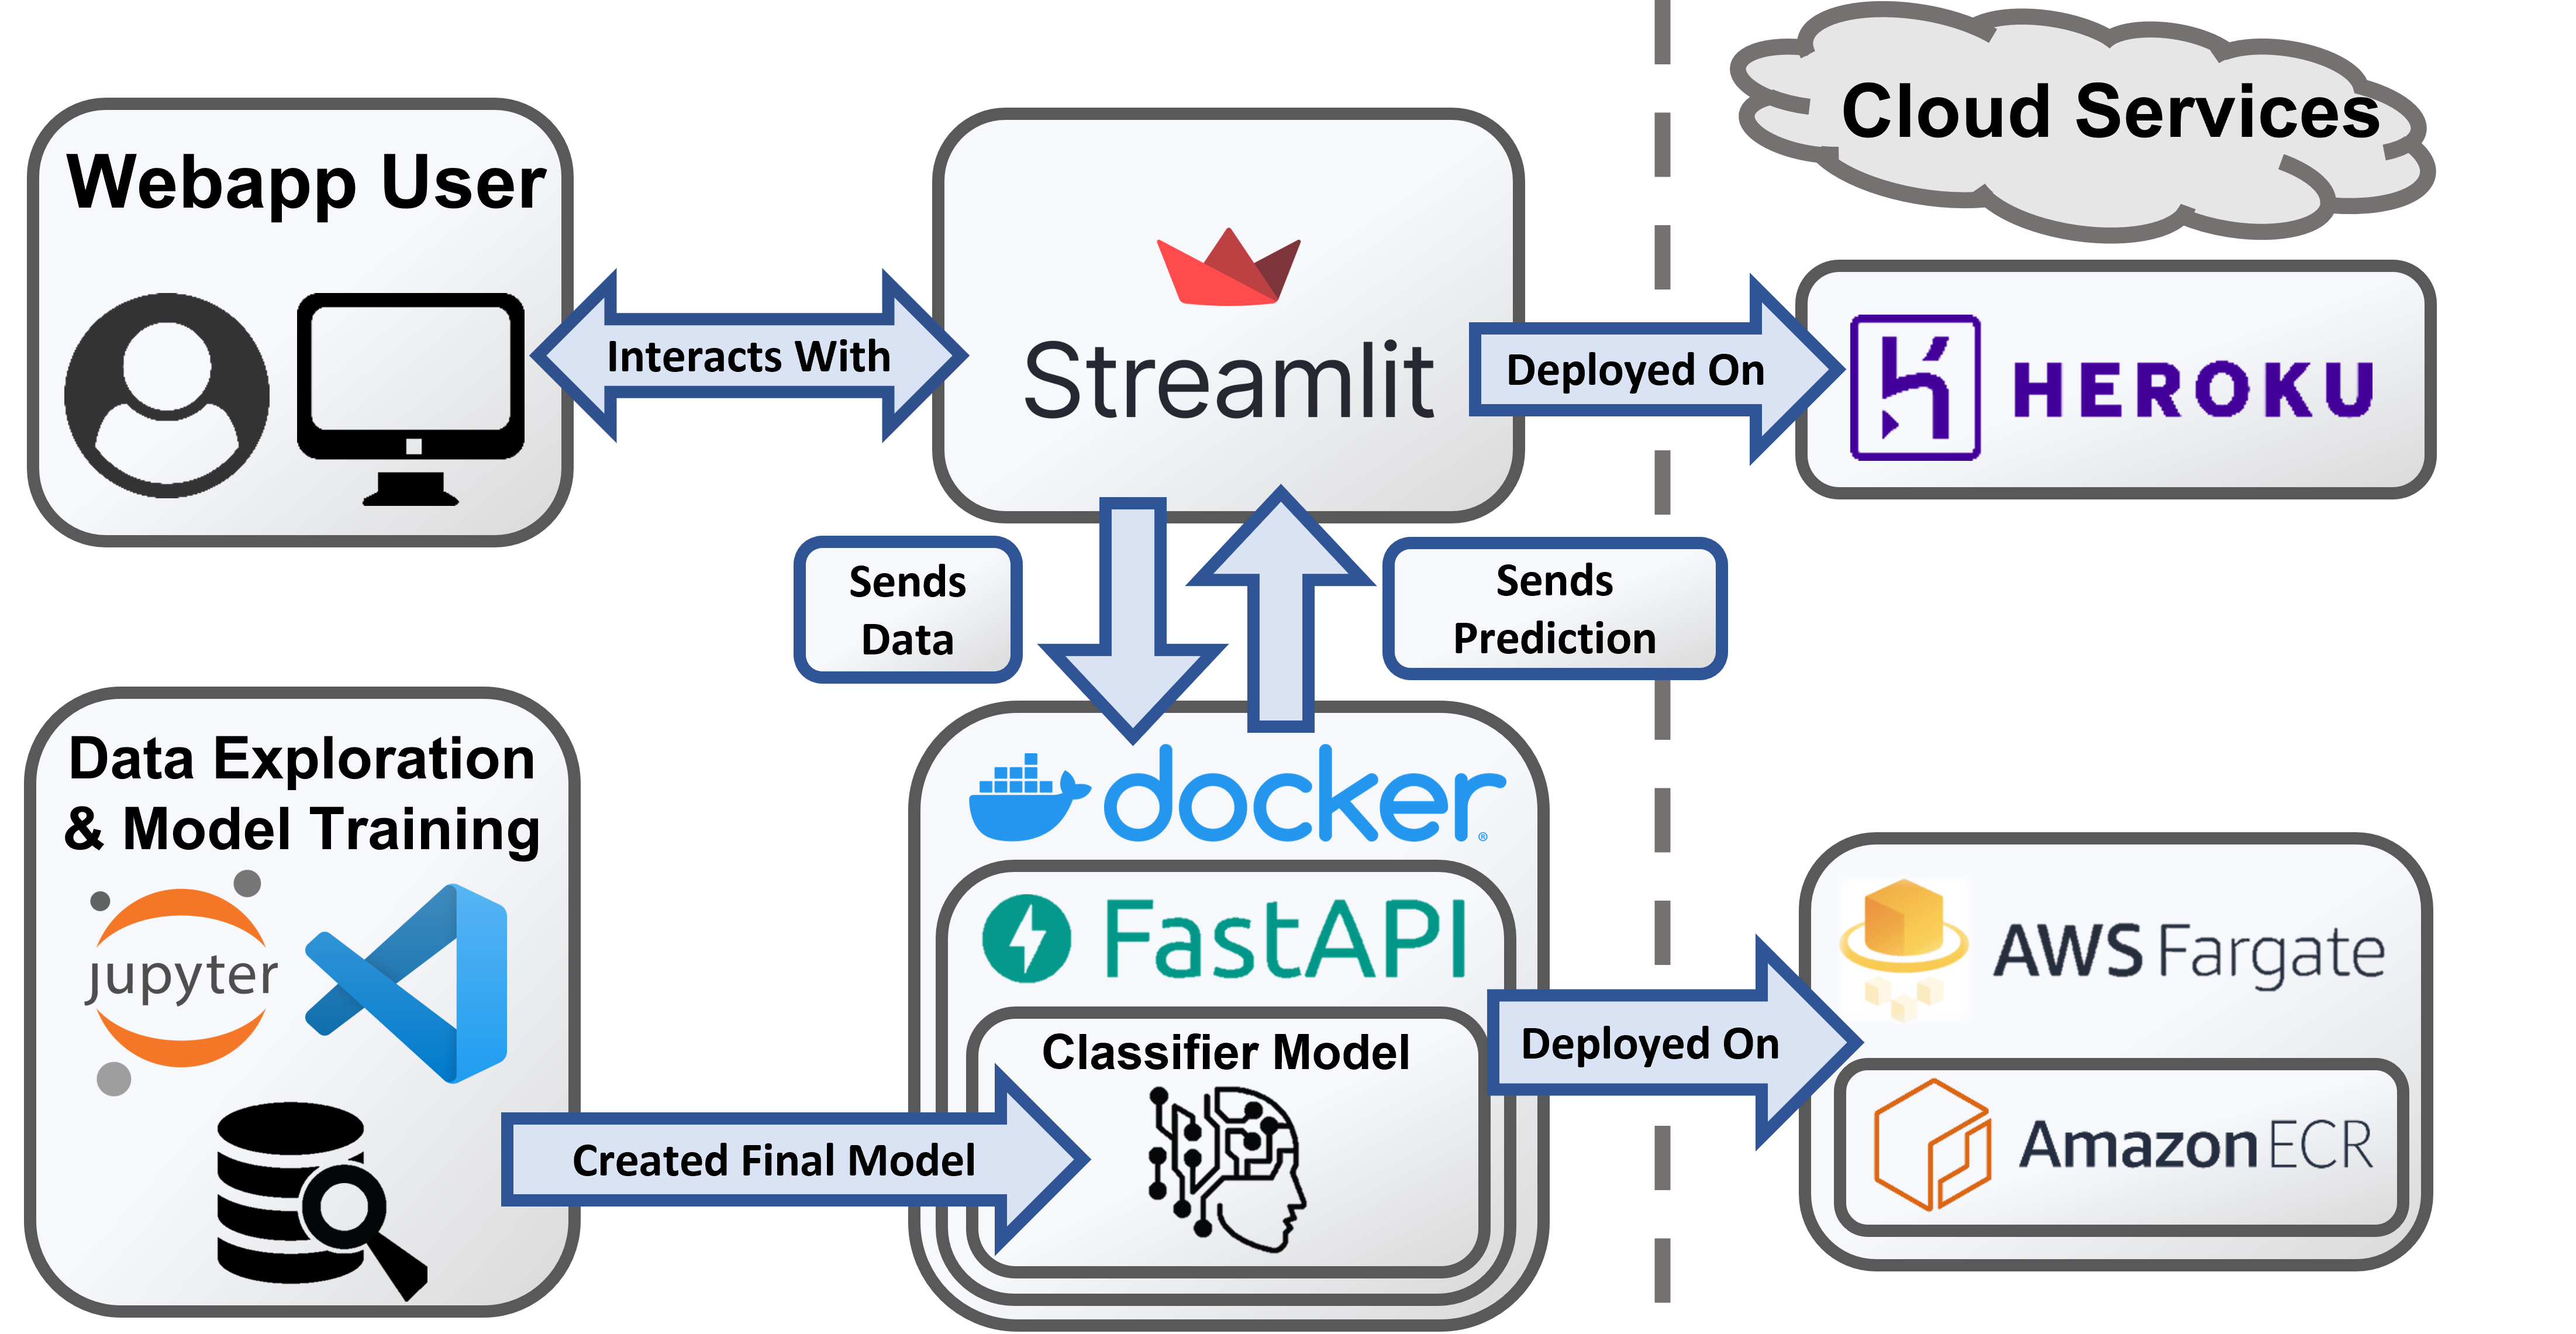 Cloud Services
Webapp User
Streamlit
Interacts With
Deployed On
HEROKU
Sends
Data
Sends
Prediction
Data Exploration
& Model Training
jupyter
docker
®
FastAPI
AWS Fargate
Classifier Model
Deployed On
Created Final Model
Amazon ECR